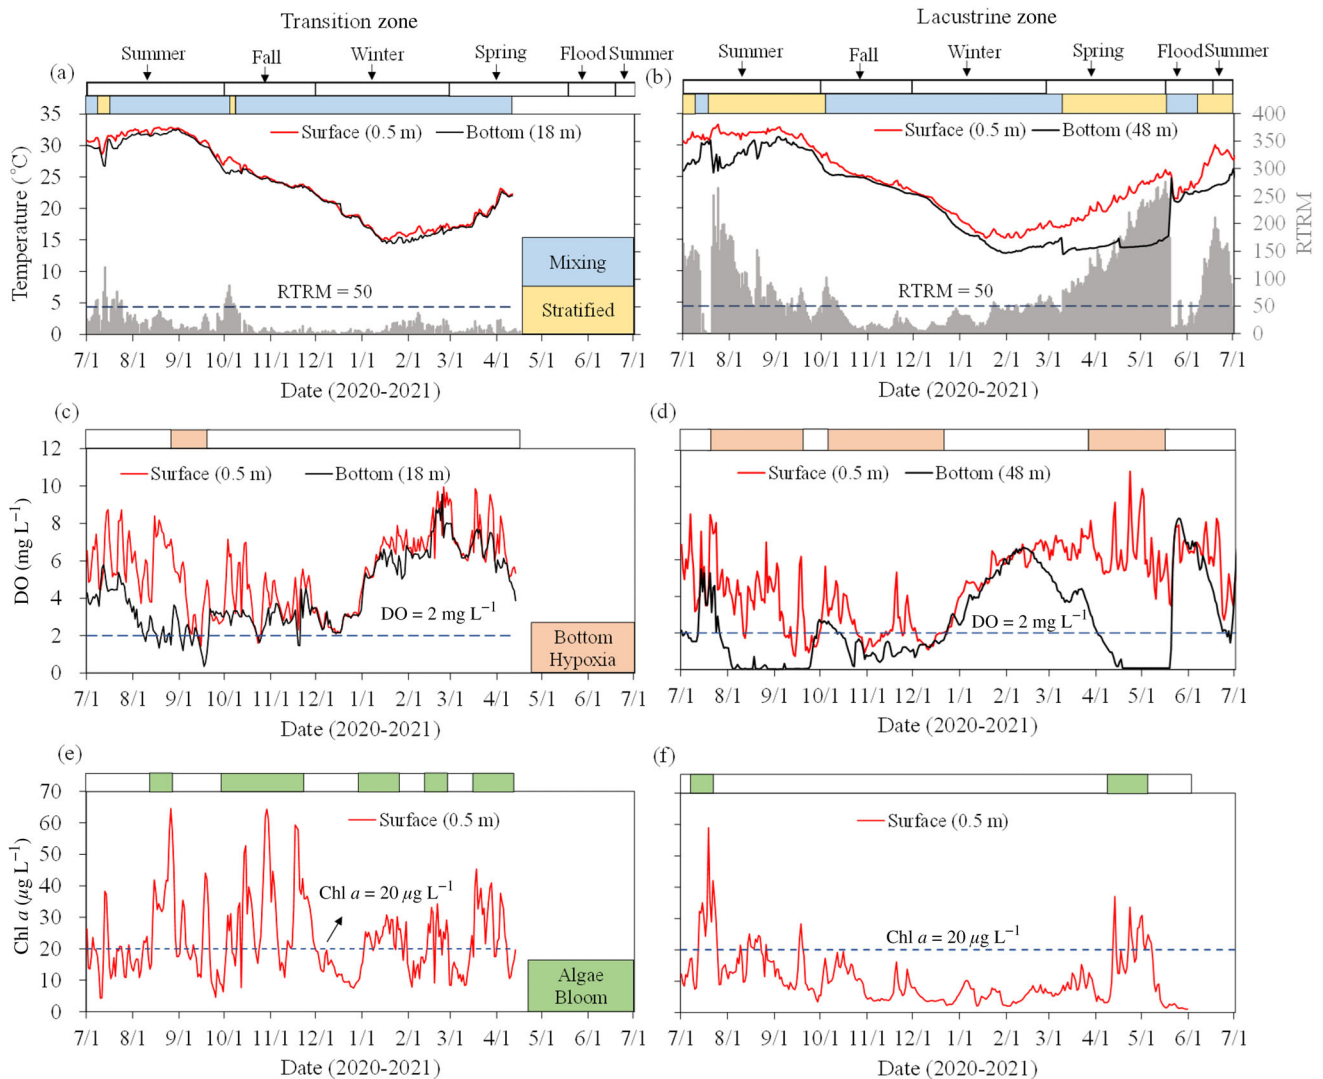 Transition zone
Lacustrine zone
Summer Fall Winter Spring Flood Summer
Summer Fall Winter Spring Flood Summer
(a)
(b)
35
30
25
20
15
10
5
0
Temperature (°C)
Surface (0.5 m) Bottom (18 m)
RTRM = 50
Mixing
Stratified
7/1 8/1 9/1 10/1 11/1 12/1 1/1 2/1 3/1 4/1 5/1 6/1 7/1
Date (2020-2021)
Surface (0.5 m) Bottom (48 m)
RTRM = 50
400
350
300
250
200
150
100
50
0
RTRM
7/1 8/1 9/1 10/1 11/1 12/1 1/1 2/1 3/1 4/1 5/1 6/1 7/1
Date (2020-2021)
(c)
12
10
8
6
4
2
0
DO (mg L−1)
Surface (0.5 m) Bottom (18 m)
DO = 2 mg L−1
Bottom
Hypoxia
7/1 8/1 9/1 10/1 11/1 12/1 1/1 2/1 3/1 4/1 5/1 6/1 7/1
Date (2020-2021)
(d)
Surface (0.5 m) Bottom (48 m)
DO = 2 mg L−1
7/1 8/1 9/1 10/1 11/1 12/1 1/1 2/1 3/1 4/1 5/1 6/1 7/1
Date (2020-2021)
(e)
70
60
50
40
30
20
10
0
Chl a (μg L−1)
Surface (0.5 m)
Chl a = 20 μg L−1
Algae
Bloom
7/1 8/1 9/1 10/1 11/1 12/1 1/1 2/1 3/1 4/1 5/1 6/1 7/1
Date (2020-2021)
(f)
Surface (0.5 m)
Chl a = 20 μg L−1
7/1 8/1 9/1 10/1 11/1 12/1 1/1 2/1 3/1 4/1 5/1 6/1 7/1
Date (2020-2021)